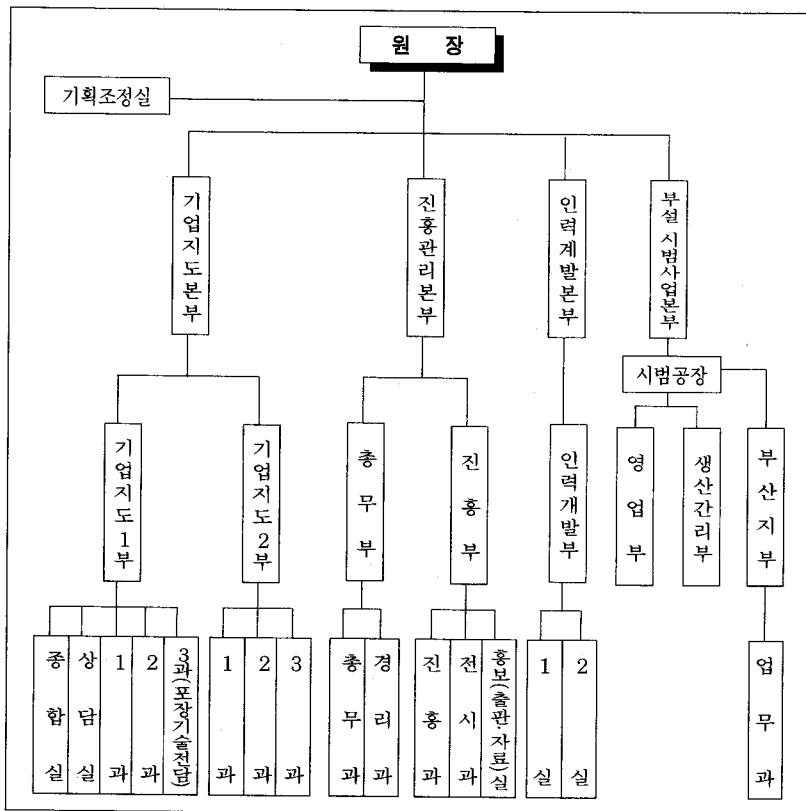 원 장
기획조정실
기업지도본부
진흥관리본부
인력계발본부
부설 시범사업본부
시범공장
기업지도1부
기업지도2부
총무부
진흥부
인력개발부
영업부
생산간리부
부산지부
종합실
상담실
1과
2과
3과(포장기술전담)
1과
2과
3과
총무과
경리과
진흥과
전시과
홍보(출판·자료)실
1실
2실
업무과